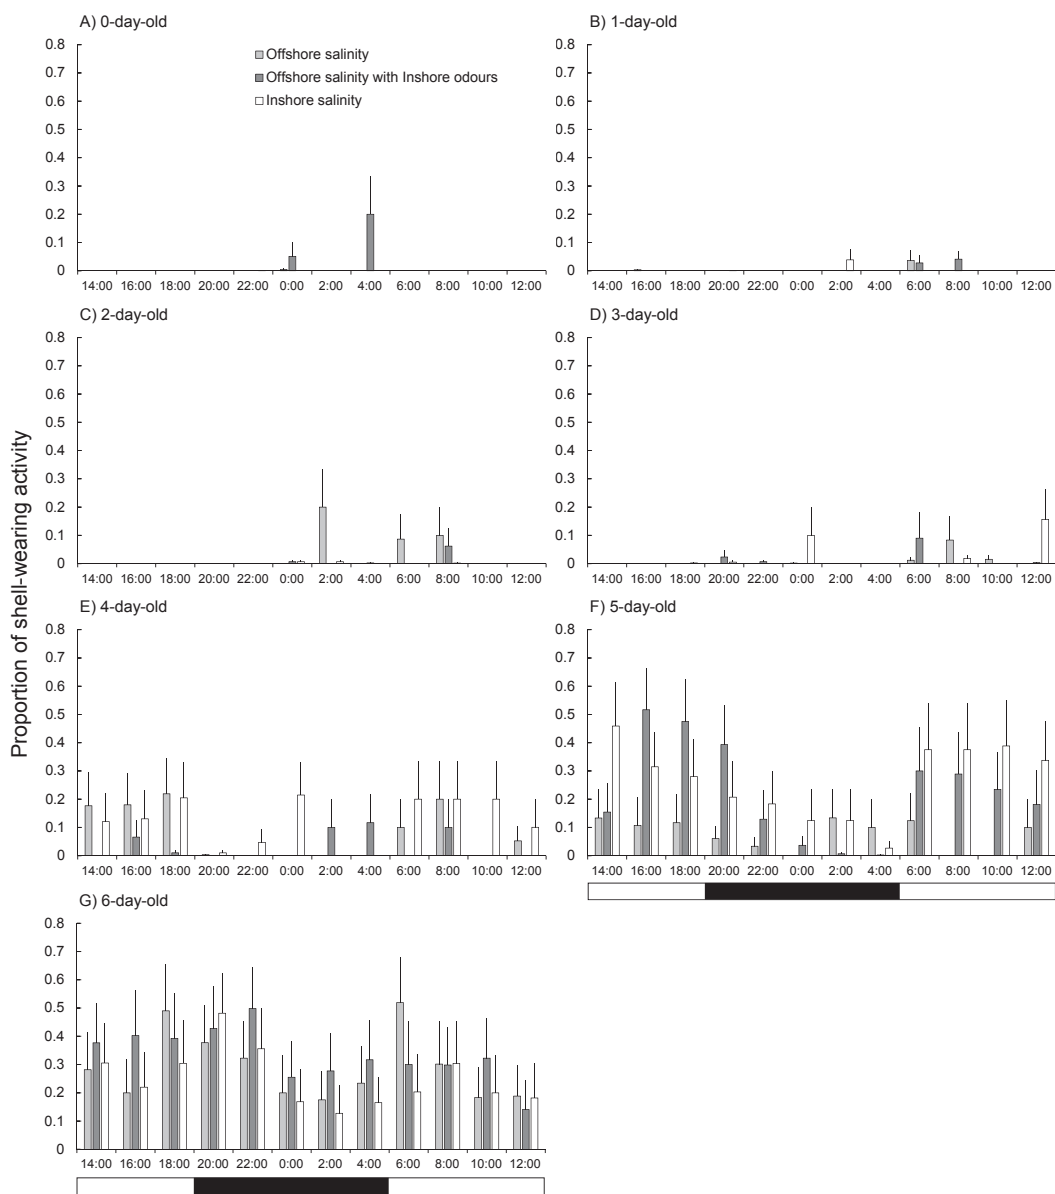 A) 0-day-old
B) 1-day-old
0.8 0.7 0.6 0.5 0.4 0.3 0.2 0.1 0
Offshore salinity
Offshore salinity with Inshore odours
Inshore salinity
0.8 0.7 0.6 0.5 0.4 0.3 0.2 0.1 0
14:00 16:00 18:00 20:00 22:00 0:00 2:00 4:00 6:00 8:00 10:00 12:00
14:00 16:00 18:00 20:00 22:00 0:00 2:00 4:00 6:00 8:00 10:00 12:00
C) 2-day-old
D) 3-day-old
0.8 0.7 0.6 0.5 0.4 0.3 0.2 0.1 0
0.8 0.7 0.6 0.5 0.4 0.3 0.2 0.1 0
14:00 16:00 18:00 20:00 22:00 0:00 2:00 4:00 6:00 8:00 10:00 12:00
14:00 16:00 18:00 20:00 22:00 0:00 2:00 4:00 6:00 8:00 10:00 12:00
Proportion of shell-wearing activity
E) 4-day-old
F) 5-day-old
0.8 0.7 0.6 0.5 0.4 0.3 0.2 0.1 0
0.8 0.7 0.6 0.5 0.4 0.3 0.2 0.1 0
14:00 16:00 18:00 20:00 22:00 0:00 2:00 4:00 6:00 8:00 10:00 12:00
14:00 16:00 18:00 20:00 22:00 0:00 2:00 4:00 6:00 8:00 10:00 12:00
G) 6-day-old
0.8 0.7 0.6 0.5 0.4 0.3 0.2 0.1 0
14:00 16:00 18:00 20:00 22:00 0:00 2:00 4:00 6:00 8:00 10:00 12:00